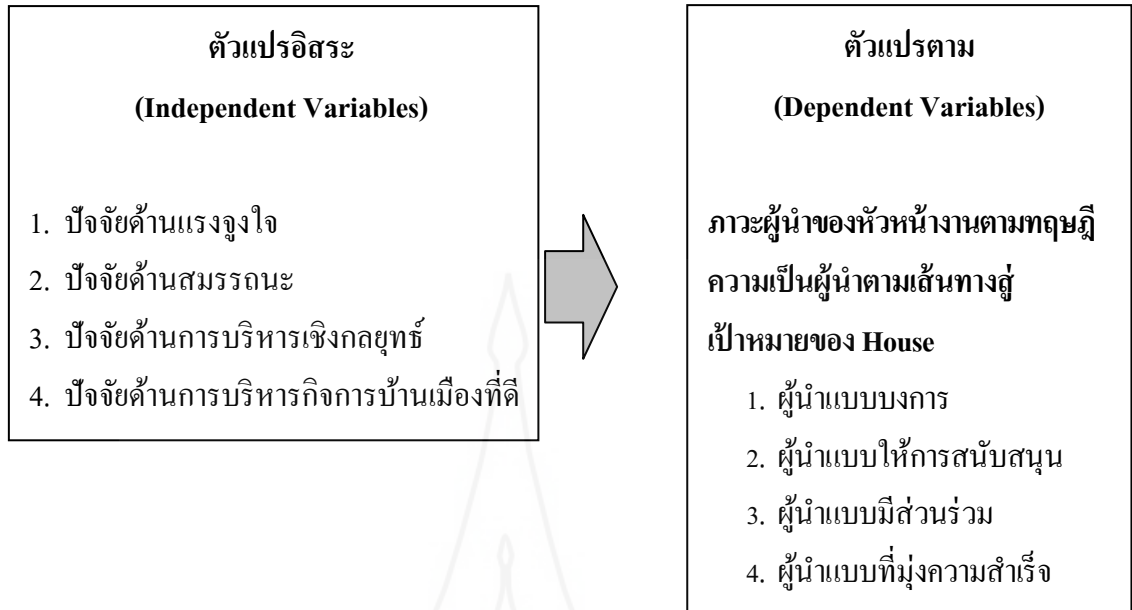 ตัวแปรอิสระ
(Independent Variables)
1. ปัจจัยด้านแรงจูงใจ
2. ปัจจัยด้านสมรรถนะ
3. ปัจจัยด้านการบริหารเชิงกลยุทธ์
4. ปัจจัยด้านการบริหารกิจการบ้านเมืองที่ดี
ตัวแปรตาม
(Dependent Variables)
ภาวะผู้นำของหัวหน้างานตามทฤษฎี
ความเป็นผู้นำตามเส้นทางสู่
เป้าหมายของ House
1. ผู้นำแบบบงการ
2. ผู้นำแบบให้การสนับสนุน
3. ผู้นำแบบมีส่วนร่วม
4. ผู้นำแบบที่มุ่งความสำเร็จ